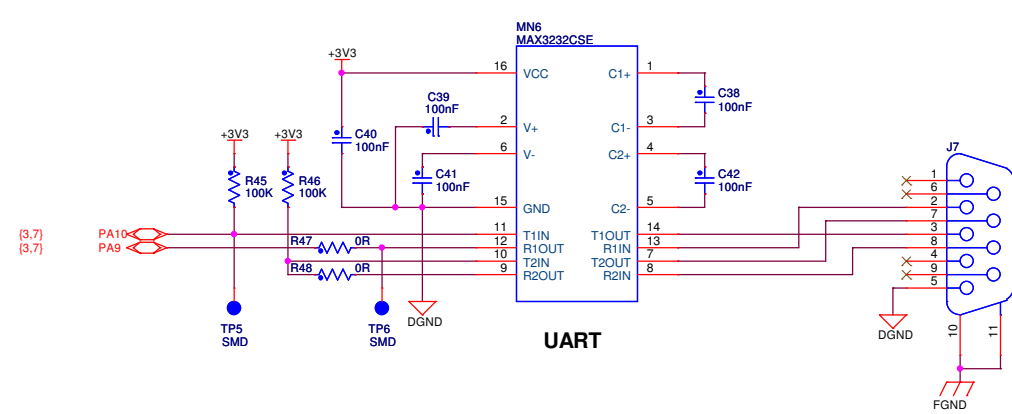 MN6
MAX3232CSE
+3V3
16 VCC C1+ 1
C39
100nF
C38
100nF
2 V+ C1- 3
+3V3 +3V3
C40
100nF
6 V- C2+ 4
J7
R45
100K
R46
100K
C41
100nF
C42
100nF
1
6
15 GND C2- 5
2
7
{3,7} PA10 11 T1IN T1OUT 14 3
{3,7} PA9 R47 0R 12 R1OUT R1IN 13 8
10 T2IN T2OUT 7 4
R48 0R 9 R2OUT R2IN 8 9
5
DGND
TP5
SMD
TP6
SMD
UART
DGND
10 11
FGND